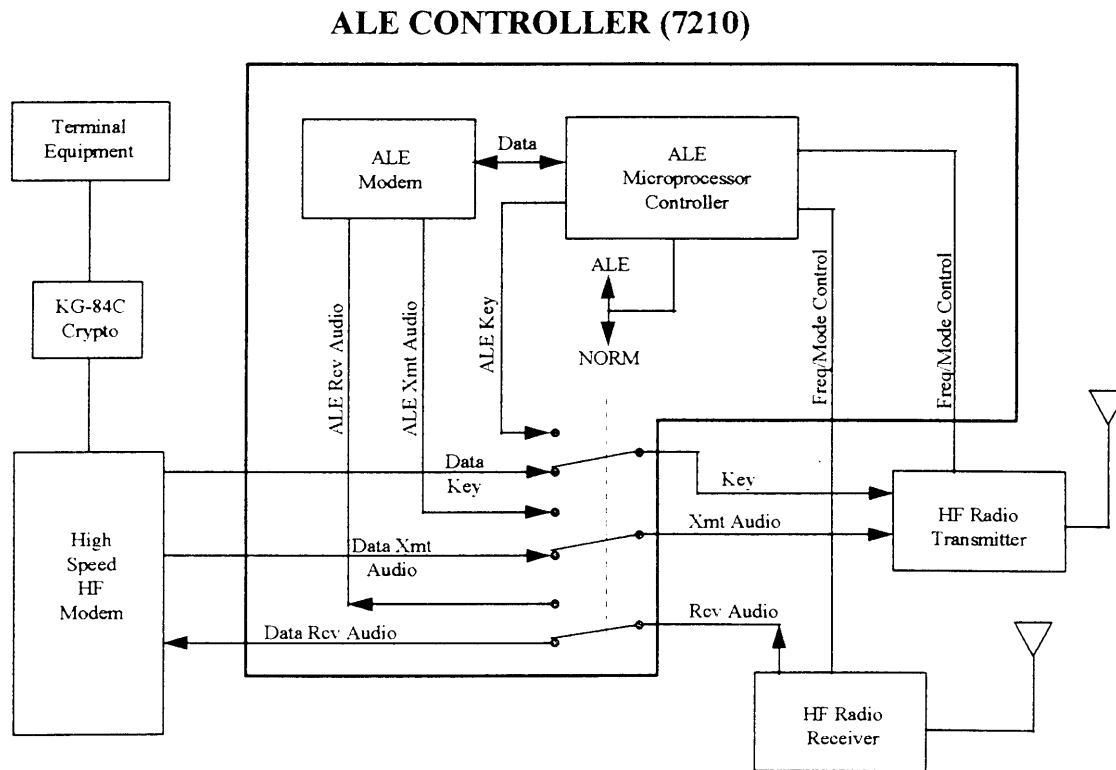 ALE CONTROLLER (7210)
Terminal
Equipment
ALE
Modem
Data
ALE
Microprocessor
Controller
KG-84C
Crypto
ALE Rcv Audio
ALE Xmt Audio
ALE Key
ALE
NORM
Freq/Mode Control
Freq/Mode Control
High
Speed
HF
Modem
Data
Key
Data Xmt
Audio
Data Rcv Audio
Key
Xmt Audio
Rcv Audio
HF Radio
Transmitter
HF Radio
Receiver